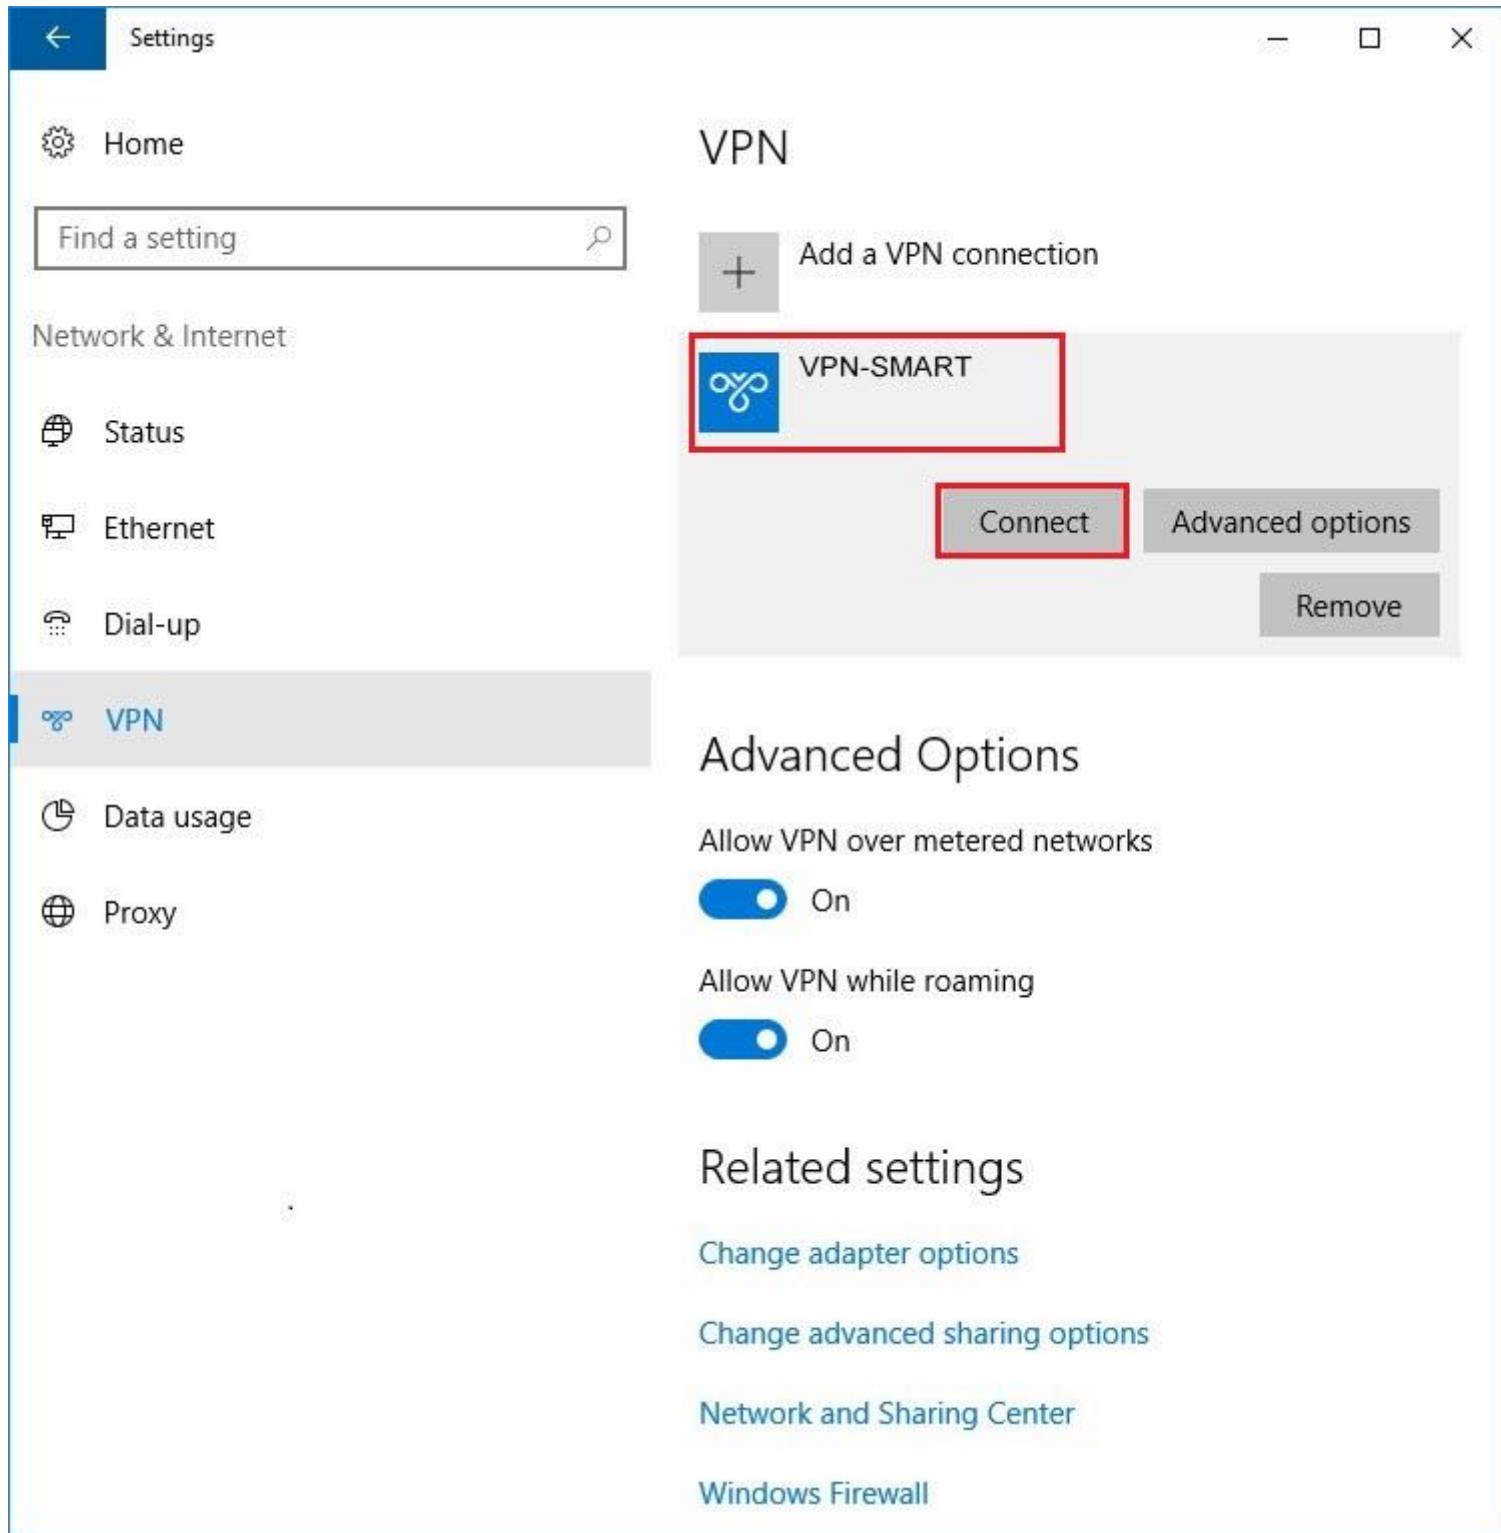 Settings
Home
Find a setting
Network & Internet
Status
Ethernet
Dial-up
VPN
Data usage
Proxy
VPN
Add a VPN connection
VPN-SMART
Connect
Advanced options
Remove
Advanced Options
Allow VPN over metered networks
On
Allow VPN while roaming
On
Related settings
Change adapter options
Change advanced sharing options
Network and Sharing Center
Windows Firewall